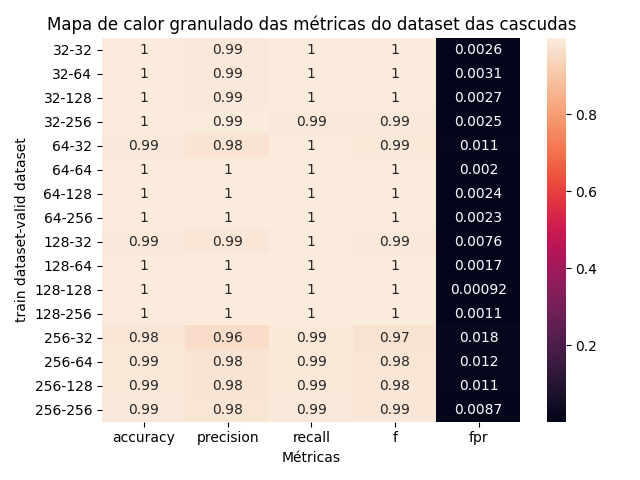 Mapa de calor granulado das métricas do dataset das cascudas
train dataset-valid dataset
32-32 1 0.99 1 1 0.0026
32-64 1 0.99 1 1 0.0031
32-128 1 0.99 1 1 0.0027
32-256 1 0.99 0.99 0.99 0.0025
64-32 0.99 0.98 1 0.99 0.011
64-64 1 1 1 1 0.002
64-128 1 1 1 1 0.0024
64-256 1 1 1 1 0.0023
128-32 0.99 0.99 1 0.99 0.0076
128-64 1 1 1 1 0.0017
128-128 1 1 1 1 0.00092
128-256 1 1 1 1 0.0011
256-32 0.98 0.96 0.99 0.97 0.018
256-64 0.99 0.98 0.99 0.98 0.012
256-128 0.99 0.98 0.99 0.98 0.011
256-256 0.99 0.98 0.99 0.99 0.0087
accuracy precision recall f fpr
Métricas
0.8
0.6
0.4
0.2